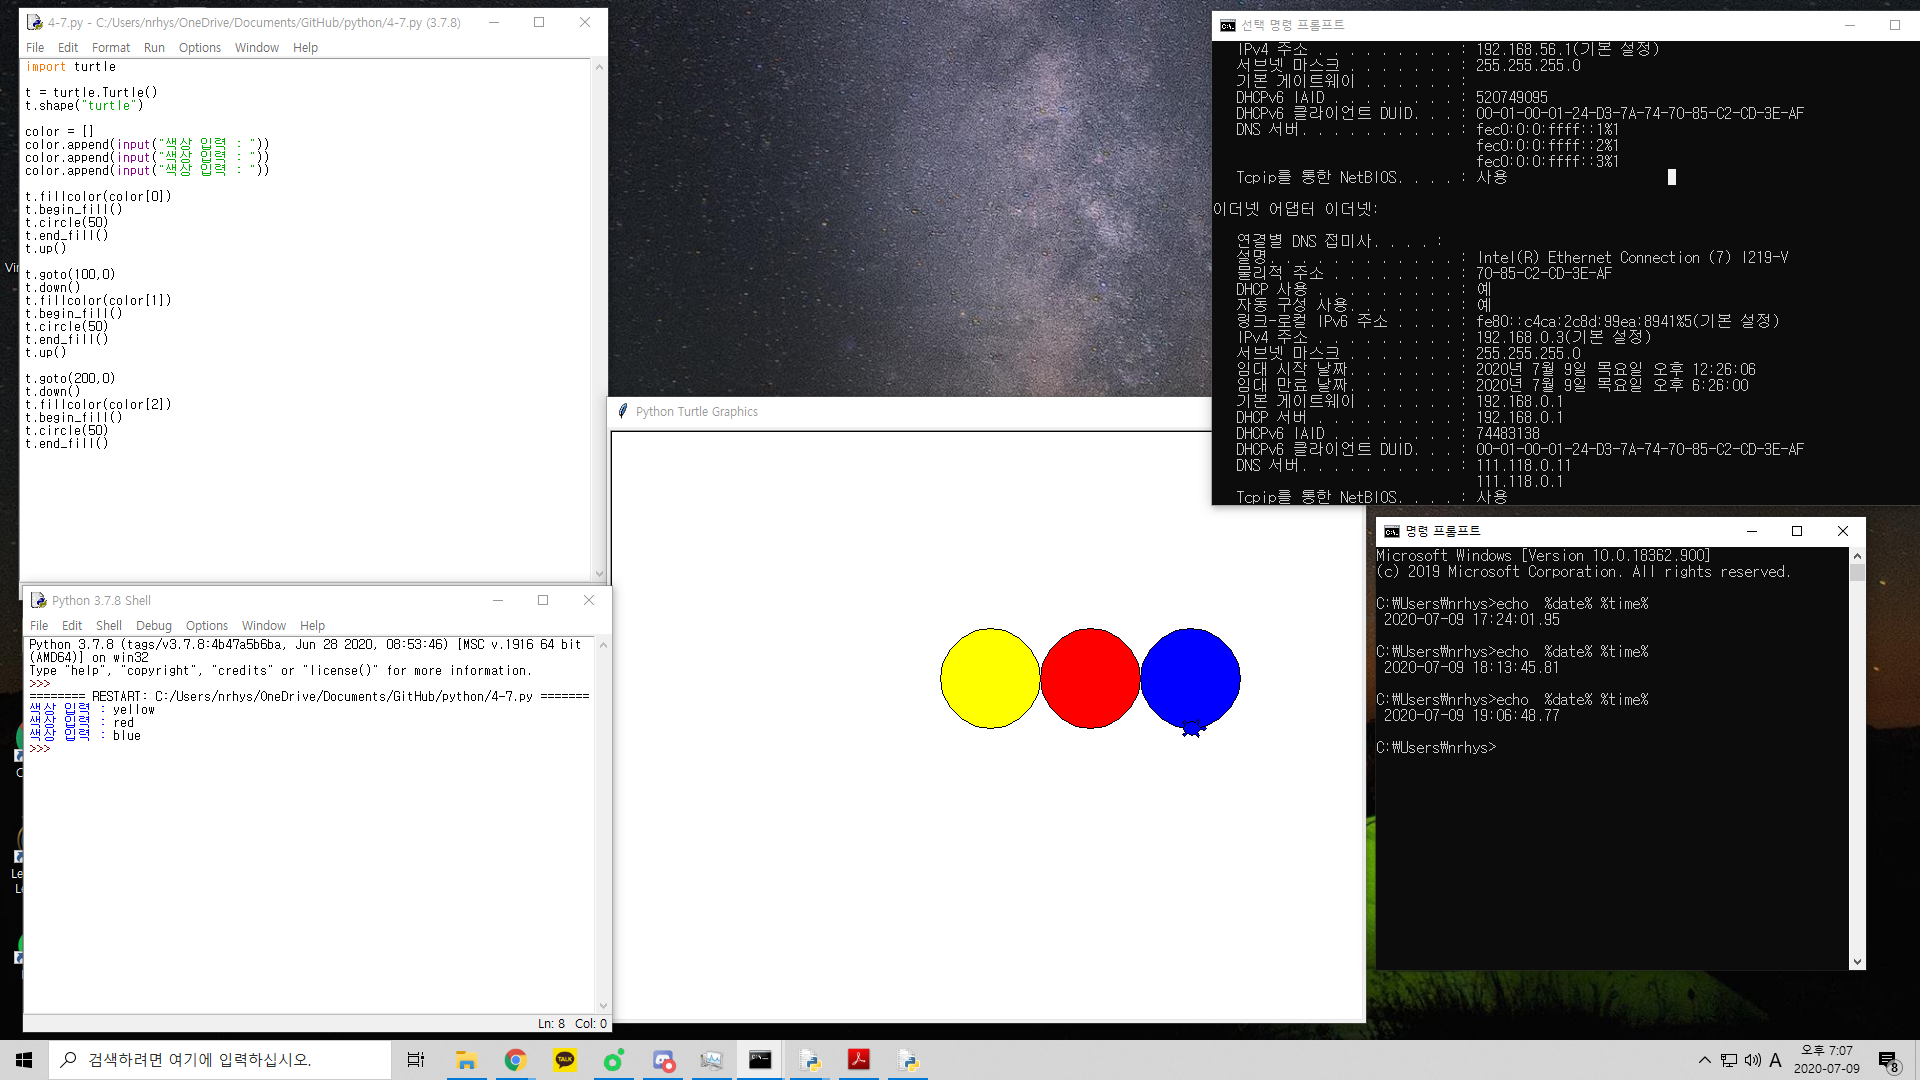 4-7.py - C:/Users/nrhys/OneDrive/Documents/GitHub/python/4-7.py (3.7.8)
File Edit Format Run Options Window Help
import turtle
t = turtle.Turtle()
t.shape("turtle")
color = []
color.append(input("색상 입력 : "))
color.append(input("색상 입력 : "))
color.append(input("색상 입력 : "))
t.fillcolor(color[0])
t.begin_fill()
t.circle(50)
t.end_fill()
t.up()
t.goto(100,0)
t.down()
t.fillcolor(color[1])
t.begin_fill()
t.circle(50)
t.end_fill()
t.up()
t.goto(200,0)
t.down()
t.fillcolor(color[2])
t.begin_fill()
t.circle(50)
t.end_fill()
Python 3.7.8 Shell
File Edit Shell Debug Options Window Help
Python 3.7.8 (tags/v3.7.8:4b47a5b6ba, Jun 28 2020, 08:53:46) [MSC v.1916 64 bit
(AMD64)] on win32
Type "help", "copyright", "credits" or "license()" for more information.
>>>
======== RESTART: C:/Users/nrhys/OneDrive/Documents/GitHub/python/4-7.py =======
색상 입력 : yellow
색상 입력 : red
색상 입력 : blue
>>>
Ln: 8 Col: 0
Python Turtle Graphics
선택 명령 프롬프트
IPv4 주소 . . . . . . . . . : 192.168.56.1(기본 설정)
서브넷 마스크 . . . . . . . : 255.255.255.0
기본 게이트웨이 . . . . . . :
DHCPv6 IAID . . . . . . . . : 520749095
DHCPv6 클라이언트 DUID. . . : 00-01-00-01-24-D3-7A-74-70-85-C2-CD-3E-AF
DNS 서버. . . . . . . . . . : fec0:0:0:ffff::1%1
fec0:0:0:ffff::2%1
fec0:0:0:ffff::3%1
Tcpip를 통한 NetBIOS. . . . : 사용
이더넷 어댑터 이더넷:
연결별 DNS 접미사. . . . :
설명. . . . . . . . . . . . : Intel(R) Ethernet Connection (7) I219-V
물리적 주소 . . . . . . . . : 70-85-C2-CD-3E-AF
DHCP 사용 . . . . . . . . . : 예
자동 구성 사용. . . . . . . : 예
링크-로컬 IPv6 주소 . . . . : fe80::c4ca:2c8d:99ea:8941%5(기본 설정)
IPv4 주소 . . . . . . . . . : 192.168.0.3(기본 설정)
서브넷 마스크 . . . . . . . : 255.255.255.0
임대 시작 날짜. . . . . . . : 2020년 7월 9일 목요일 오후 12:26:06
임대 만료 날짜. . . . . . . : 2020년 7월 9일 목요일 오후 6:26:00
기본 게이트웨이 . . . . . . : 192.168.0.1
DHCP 서버 . . . . . . . . . : 192.168.0.1
DHCPv6 IAID . . . . . . . . : 74483138
DHCPv6 클라이언트 DUID. . . : 00-01-00-01-24-D3-7A-74-70-85-C2-CD-3E-AF
DNS 서버. . . . . . . . . . : 111.118.0.11
111.118.0.1
Tcpip를 통한 NetBIOS. . . . : 사용
명령 프롬프트
Microsoft Windows [Version 10.0.18362.900]
(c) 2019 Microsoft Corporation. All rights reserved.
C:₩Users₩nrhys>echo  %date% %time%
2020-07-09 17:24:01.95
C:₩Users₩nrhys>echo  %date% %time%
2020-07-09 18:13:45.81
C:₩Users₩nrhys>echo  %date% %time%
2020-07-09 19:06:48.77
C:₩Users₩nrhys>
검색하려면 여기에 입력하십시오.
TALK
A
오후 7:07
2020-07-09
8